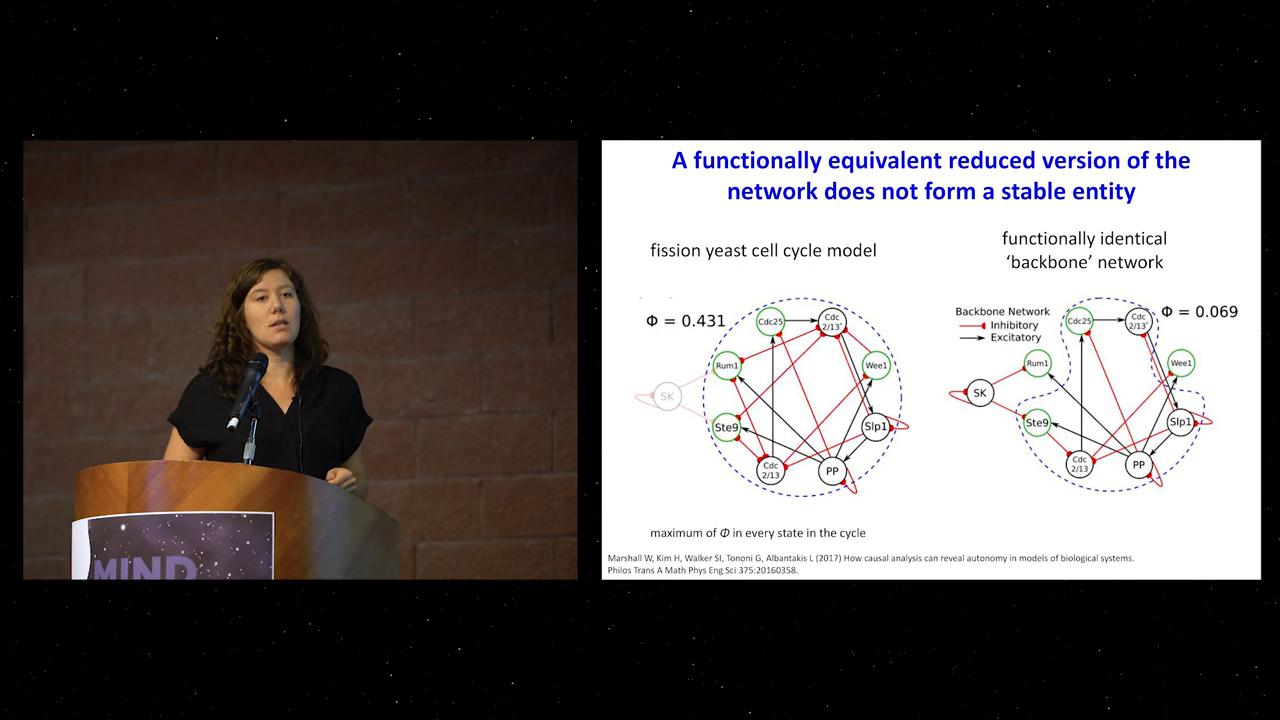 A functionally equivalent reduced version of the
network does not form a stable entity
fission yeast cell cycle model
functionally identical
‘backbone’ network
Φ = 0.431
Cdc25
Cdc
2/13*
Rum1
Wee1
SK
Ste9
Slp1
Cdc
2/13
PP
Backbone Network
Inhibitory
Excitatory
Φ = 0.069
Cdc25
Cdc
2/13*
Rum1
Wee1
SK
Ste9
Slp1
Cdc
2/13
PP
maximum of Φ in every state in the cycle
Marshall W, Kim H, Walker SI, Tononi G, Albantakis L (2017) How causal analysis can reveal autonomy in models of biological systems.
Philos Trans A Math Phys Eng Sci 375:20160358.
MIND